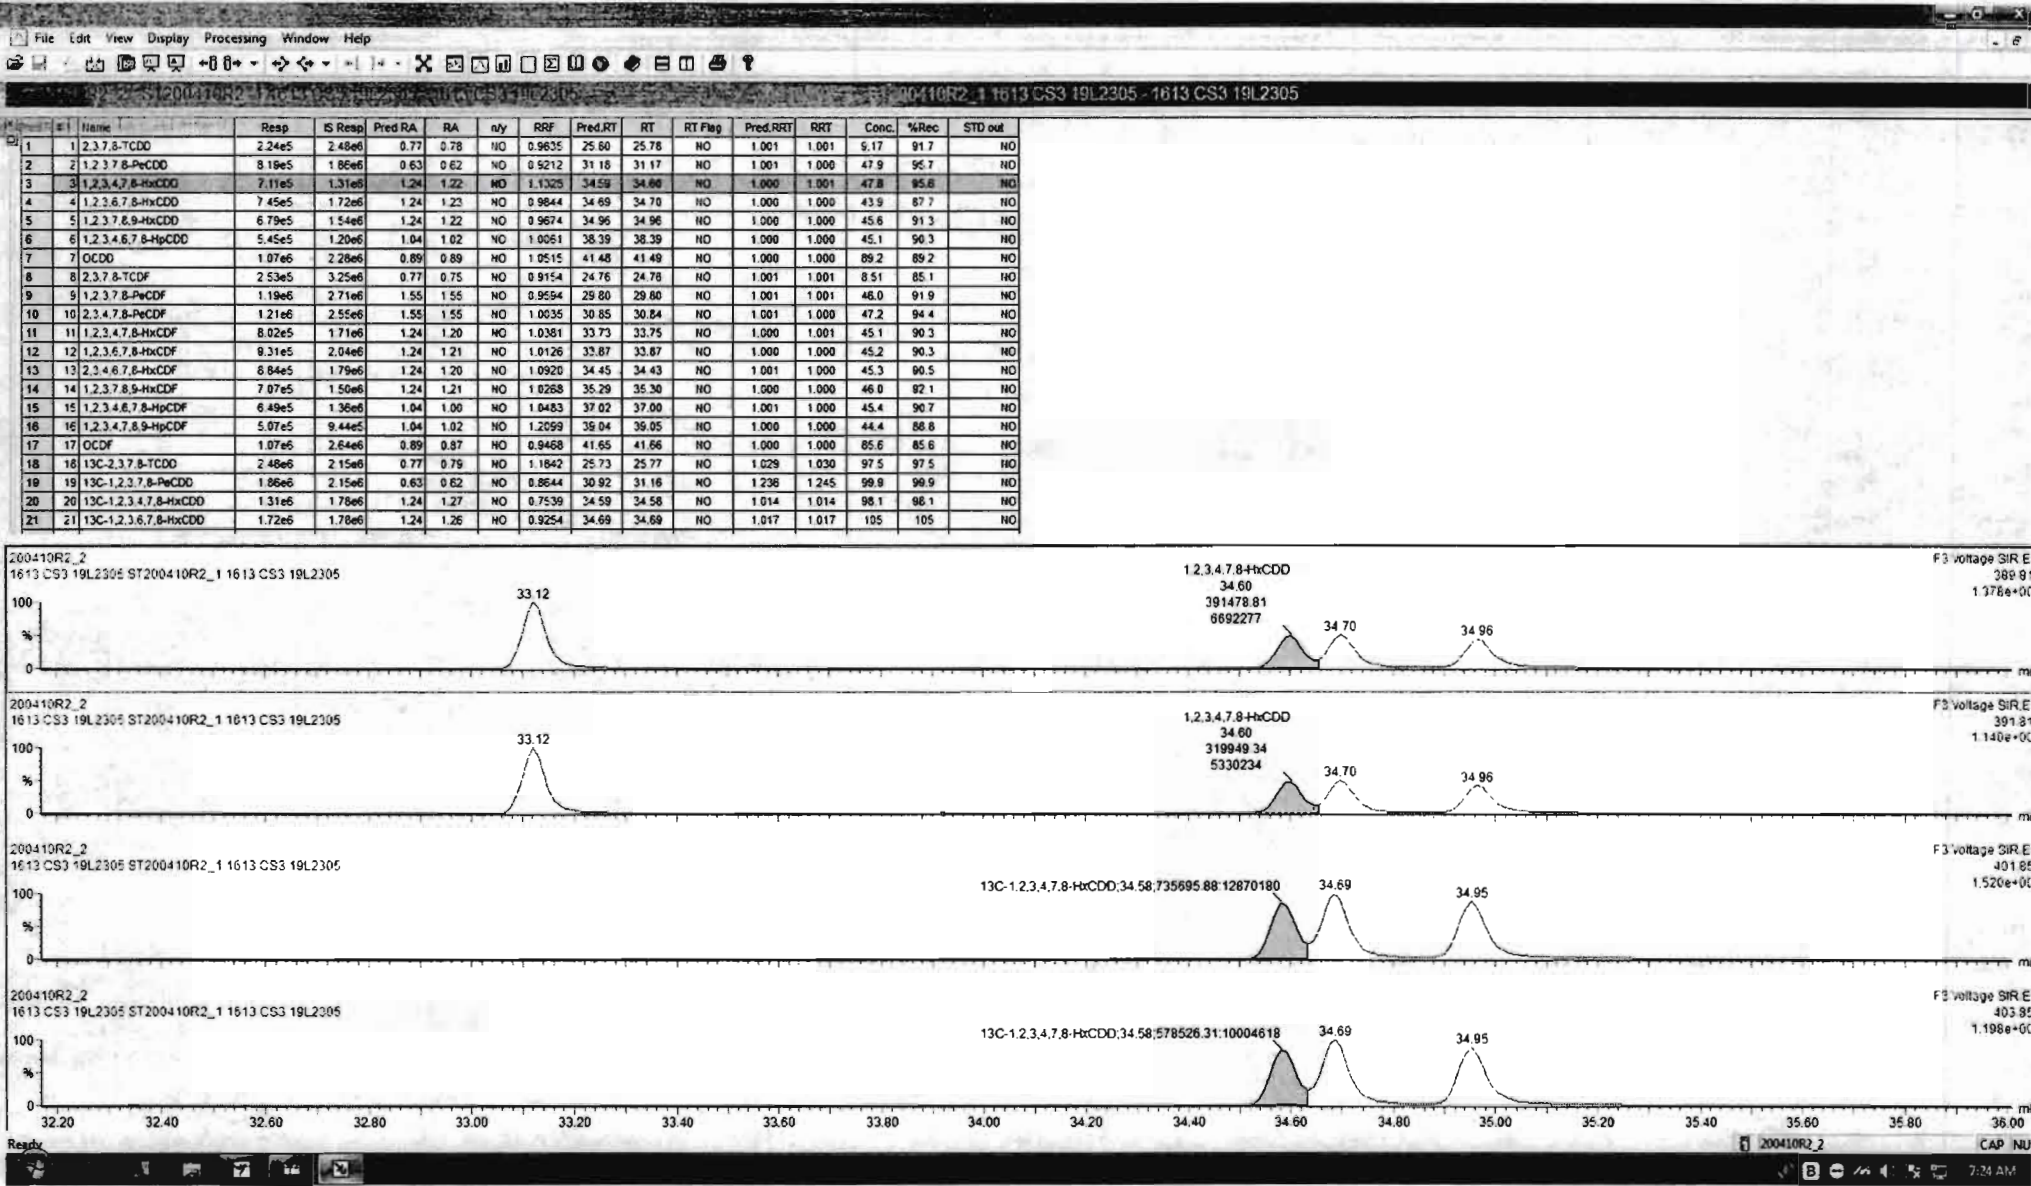 File Edit View Display Processing Window Help
1613 CS3 19L2305 - 1613 CS3 19L2305
Name Resp IS Resp Pred RA RA n/y RRF Pred.RT RT RT Flag Pred.RRT RRT Conc. %Rec STD out
1 1 2,3,7,8-TCDD 2.24e5 2.48e6 0.77 0.78 NO 0.9635 25.80 25.78 NO 1.001 1.001 9.17 91.7 NO
2 2 1,2,3,7,8-PeCDD 8.19e5 1.86e6 0.63 0.62 NO 0.9212 31.18 31.17 NO 1.001 1.000 47.9 95.7 NO
3 3 1,2,3,4,7,8-HxCDD 7.11e5 1.31e6 1.24 1.22 NO 1.1325 34.59 34.60 NO 1.000 1.001 47.8 95.6 NO
4 4 1,2,3,6,7,8-HxCDD 7.45e5 1.72e6 1.24 1.23 NO 0.9844 34.69 34.70 NO 1.000 1.000 43.9 87.7 NO
5 5 1,2,3,7,8,9-HxCDD 6.79e5 1.54e6 1.24 1.22 NO 0.9674 34.96 34.96 NO 1.000 1.000 45.6 91.3 NO
6 6 1,2,3,4,6,7,8-HpCDD 5.45e5 1.20e6 1.04 1.02 NO 1.0051 38.39 38.39 NO 1.000 1.000 45.1 90.3 NO
7 7 OCDD 1.07e6 2.28e6 0.89 0.89 NO 1.0515 41.48 41.49 NO 1.000 1.000 89.2 89.2 NO
8 8 2,3,7,8-TCDF 2.53e5 3.25e6 0.77 0.75 NO 0.9154 24.76 24.76 NO 1.001 1.001 8.51 85.1 NO
9 9 1,2,3,7,8-PeCDF 1.19e6 2.71e6 1.55 1.55 NO 0.9594 29.80 29.80 NO 1.001 1.001 46.0 91.9 NO
10 10 2,3,4,7,8-PeCDF 1.21e6 2.55e6 1.55 1.55 NO 1.0035 30.85 30.84 NO 1.001 1.000 47.2 94.4 NO
11 11 1,2,3,4,7,8-HxCDF 8.02e5 1.71e6 1.24 1.20 NO 1.0381 33.73 33.75 NO 1.000 1.001 45.1 90.3 NO
12 12 1,2,3,6,7,8-HxCDF 9.31e5 2.04e6 1.24 1.21 NO 1.0126 33.87 33.87 NO 1.000 1.000 45.2 90.3 NO
13 13 2,3,4,6,7,8-HxCDF 8.84e5 1.79e6 1.24 1.20 NO 1.0920 34.45 34.43 NO 1.001 1.000 45.3 90.5 NO
14 14 1,2,3,7,8,9-HxCDF 7.07e5 1.50e6 1.24 1.21 NO 1.0268 35.29 35.30 NO 1.000 1.000 46.0 92.1 NO
15 15 1,2,3,4,6,7,8-HpCDF 6.49e5 1.36e6 1.04 1.00 NO 1.0483 37.02 37.00 NO 1.001 1.000 45.4 90.7 NO
16 16 1,2,3,4,7,8,9-HpCDF 5.07e5 9.44e5 1.04 1.02 NO 1.2099 39.04 39.05 NO 1.000 1.000 44.4 88.8 NO
17 17 OCDF 1.07e6 2.64e6 0.89 0.87 NO 0.9468 41.65 41.66 NO 1.000 1.000 85.6 85.6 NO
18 18 13C-2,3,7,8-TCDD 2.48e6 2.15e6 0.77 0.79 NO 1.1842 25.73 25.77 NO 1.029 1.030 97.5 97.5 NO
19 19 13C-1,2,3,7,8-PeCDD 1.86e6 2.15e6 0.63 0.62 NO 0.8644 30.92 31.16 NO 1.236 1.245 99.9 99.9 NO
20 20 13C-1,2,3,4,7,8-HxCDD 1.31e6 1.78e6 1.24 1.27 NO 0.7539 34.59 34.58 NO 1.014 1.014 98.1 98.1 NO
21 21 13C-1,2,3,6,7,8-HxCDD 1.72e6 1.78e6 1.24 1.26 NO 0.9254 34.69 34.69 NO 1.017 1.017 105 105 NO
200410R2_2
1613 CS3 19L2305 ST200410R2_1 1613 CS3 19L2305
F3 Voltage SIR,E
389.81
1.378e+00
1,2,3,4,7,8-HxCDD
34.60
391478.81
6692277
33.12 34.70 34.96
100
%
0
200410R2_2
1613 CS3 19L2305 ST200410R2_1 1613 CS3 19L2305
F3 Voltage SIR,E
391.81
1.140e+00
1,2,3,4,7,8-HxCDD
34.60
319949.34
5330234
33.12 34.70 34.96
100
%
0
200410R2_2
1613 CS3 19L2305 ST200410R2_1 1613 CS3 19L2305
F3 Voltage SIR,E
401.85
1.520e+00
13C-1,2,3,4,7,8-HxCDD;34.58;735695.88;12870180 34.69 34.95
100
%
0
200410R2_2
1613 CS3 19L2305 ST200410R2_1 1613 CS3 19L2305
F3 Voltage SIR,E
403.85
1.198e+00
13C-1,2,3,4,7,8-HxCDD;34.58;578526.31;10004618 34.69 34.95
100
%
0
32.20 32.40 32.60 32.80 33.00 33.20 33.40 33.60 33.80 34.00 34.20 34.40 34.60 34.80 35.00 35.20 35.40 35.60 35.80 36.00
Ready 200410R2_2 CAP NU
7:24 AM